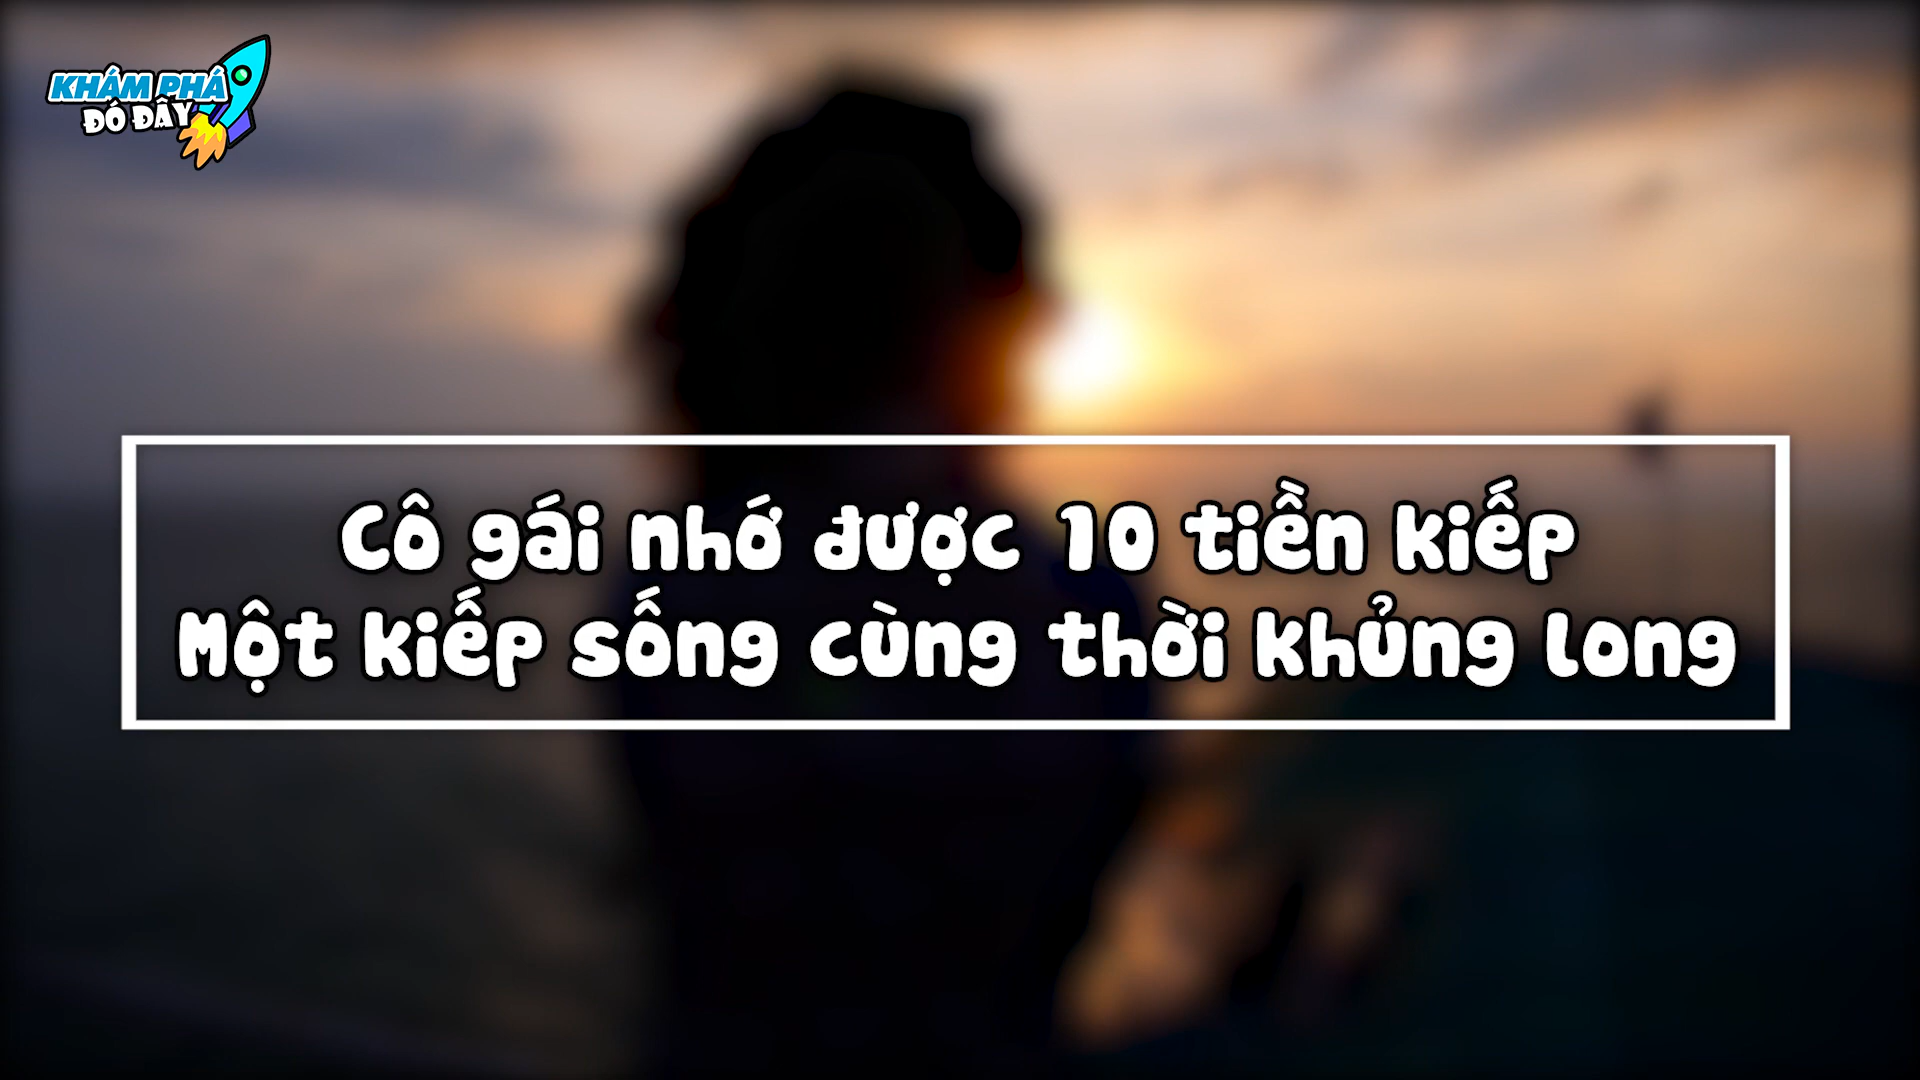 KHÁM PHÁ
ĐÓ ĐÂY
Cô gái nhớ được 10 tiền kiếp
Một kiếp sống cùng thời khủng long